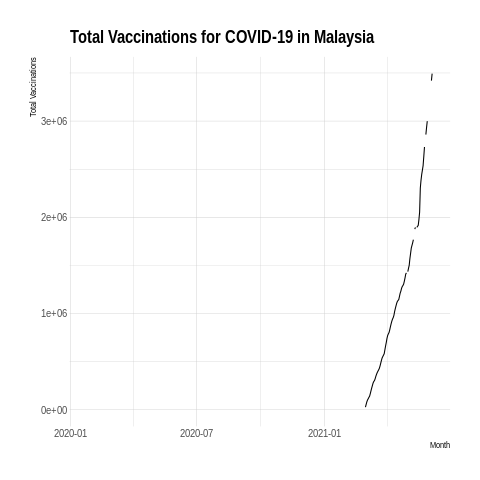 Total Vaccinations for COVID-19 in Malaysia
Total Vaccinations
3e+06
2e+06
1e+06
0e+00
2020-01 2020-07 2021-01
Month